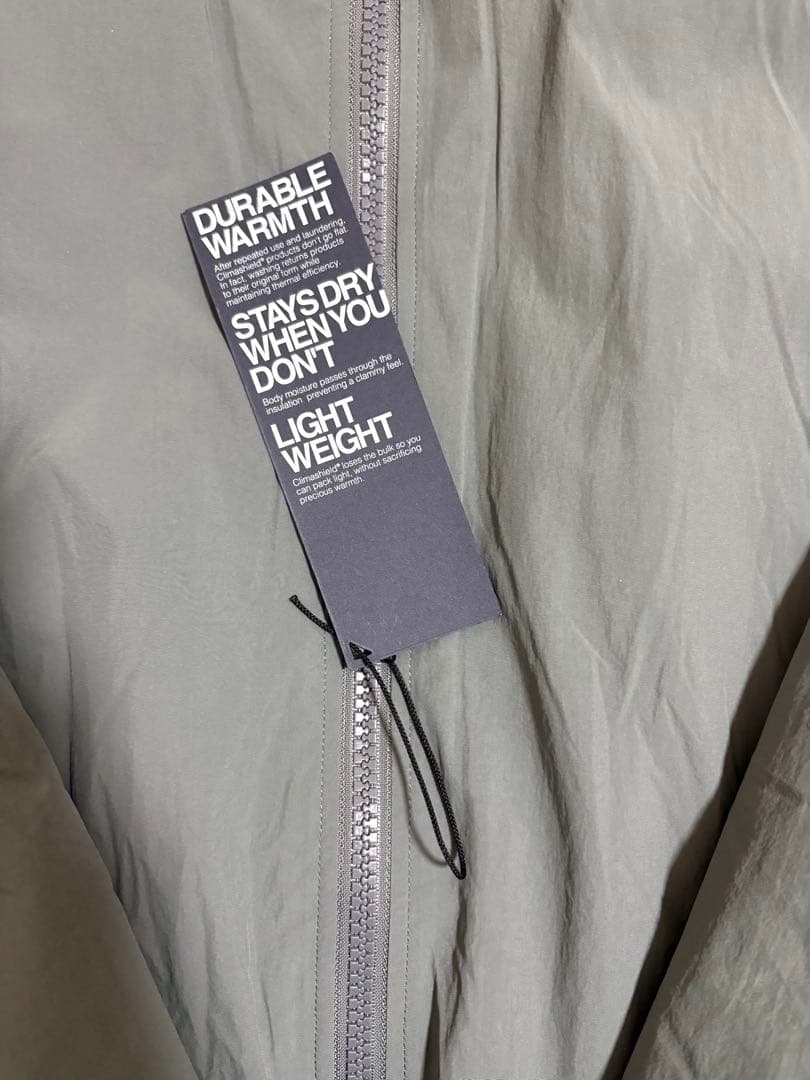 DURABLE
WARMTH
After repeated use and laundering,
Climashield® products don't go flat.
In fact, washing returns products
to their original form while
maintaining thermal efficiency.
STAYS DRY
WHEN YOU
DON'T
Body moisture passes through the
insulation, preventing a clammy feel.
LIGHT
WEIGHT
Climashield® loses the bulk so you
can pack light, without sacrificing
precious warmth.